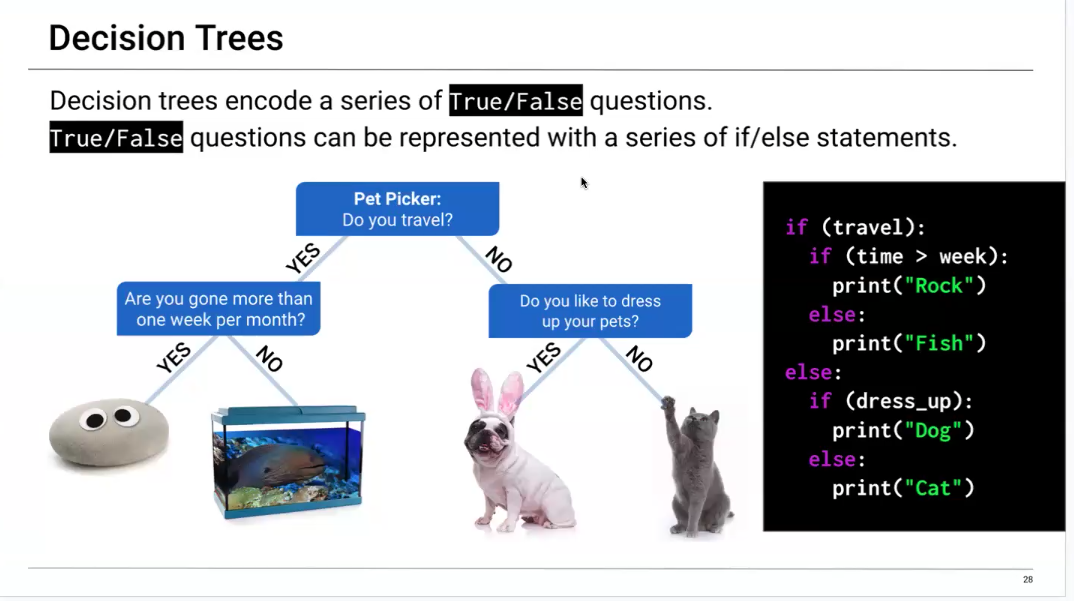 Decision Trees
Decision trees encode a series of True/False questions.
True/False questions can be represented with a series of if/else statements.
Pet Picker:
Do you travel?
YES
NO
Are you gone more than
one week per month?
Do you like to dress
up your pets?
YES
NO
YES
NO
if (travel):
  if (time > week):
    print("Rock")
  else:
    print("Fish")
else:
  if (dress_up):
    print("Dog")
  else:
    print("Cat")
28